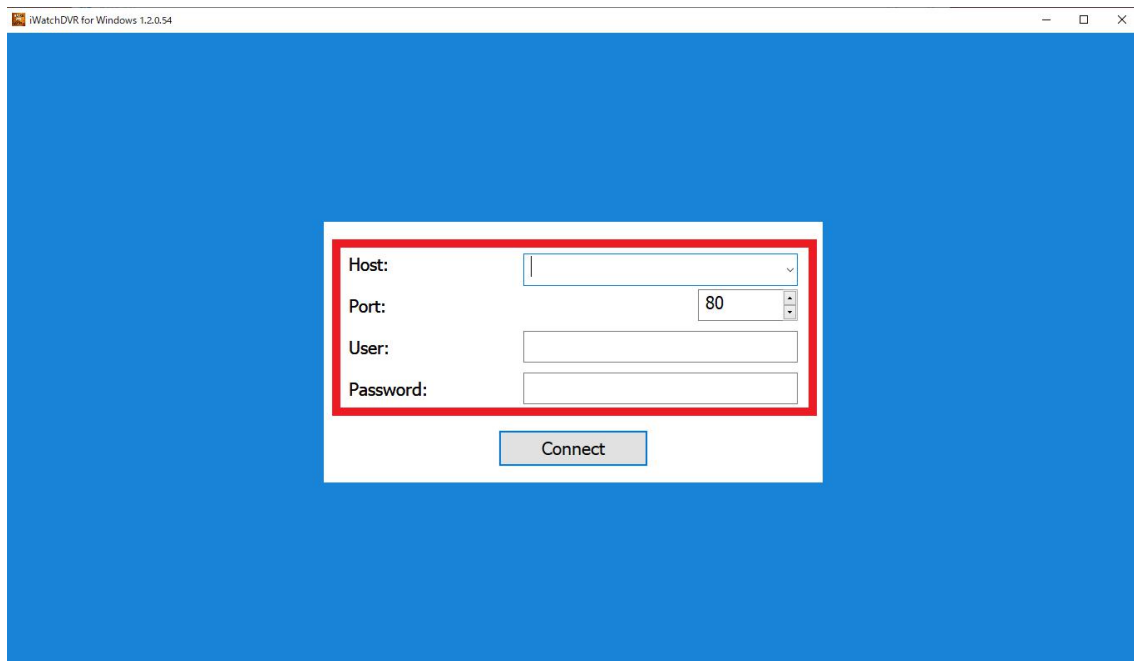 iWatchDVR for Windows 1.2.0.54
Host:
Port: 80
User:
Password:
Connect